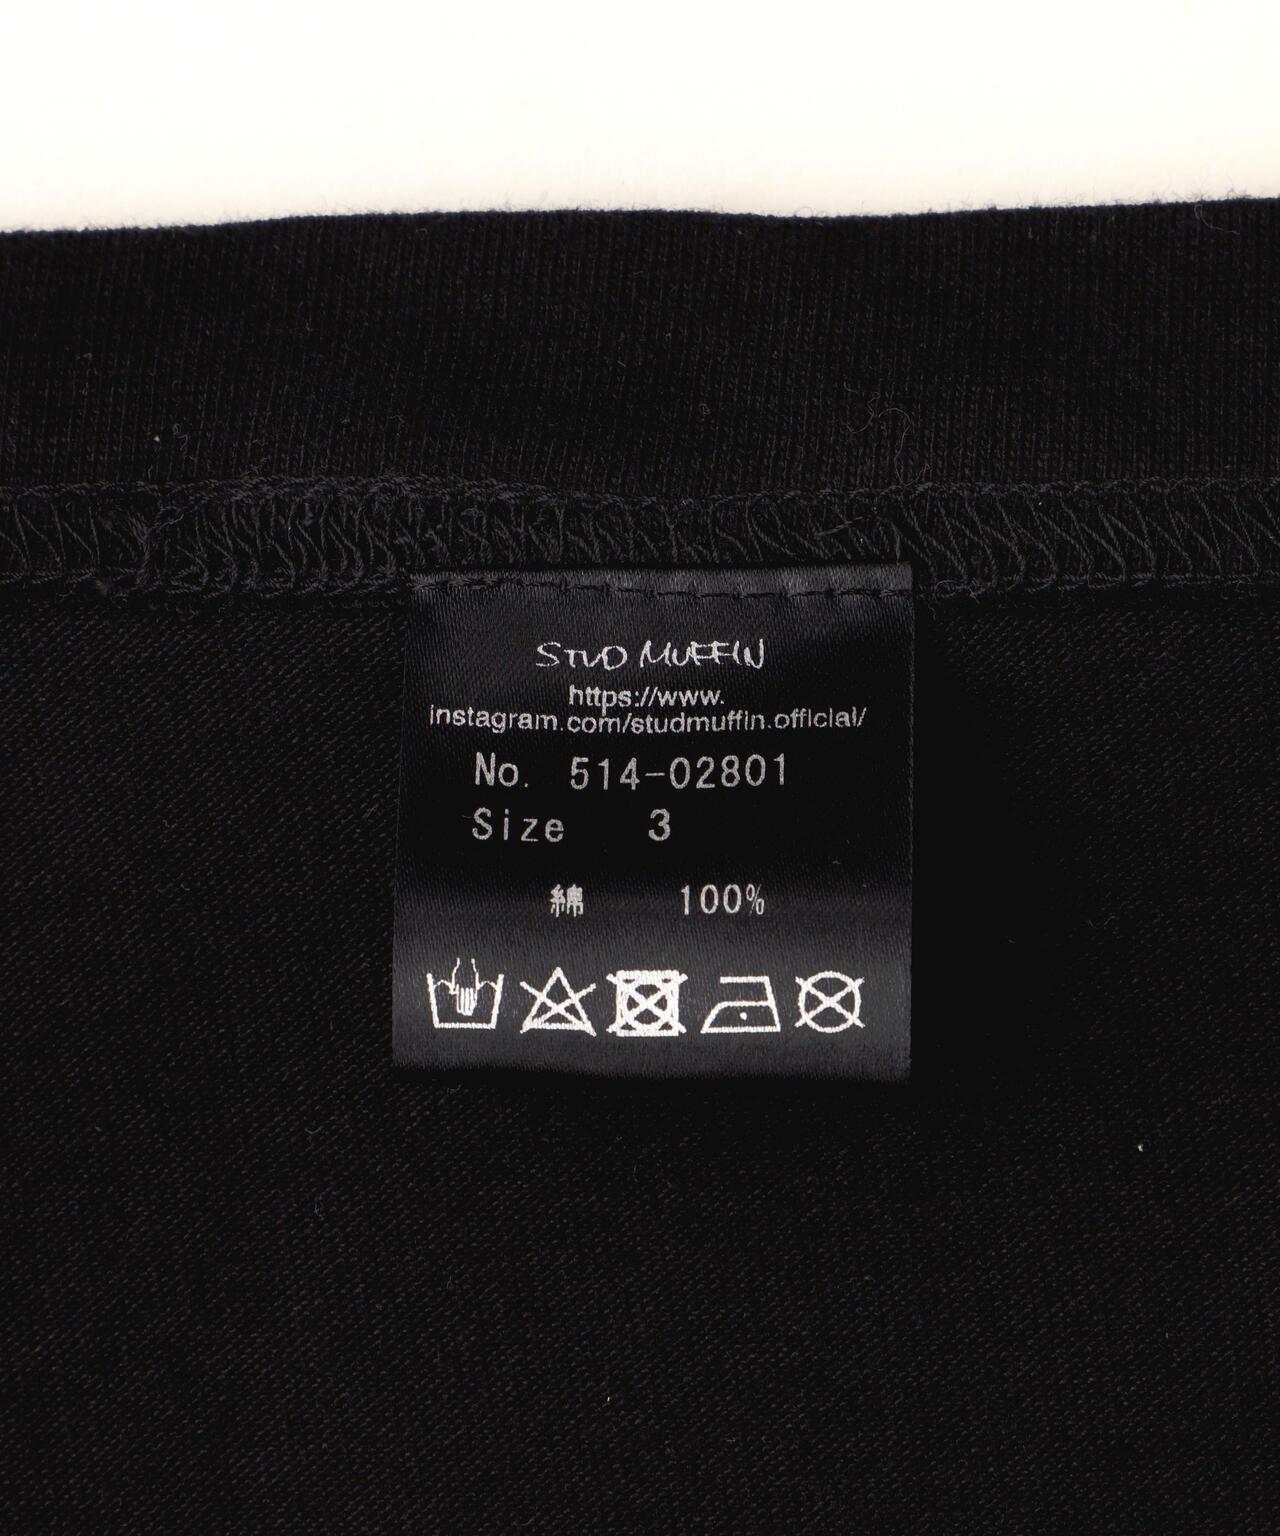 STUD MUFFIN
https://www.
instagram.com/studmuffin.official/
No. 514-02801
Size 3
綿 100%